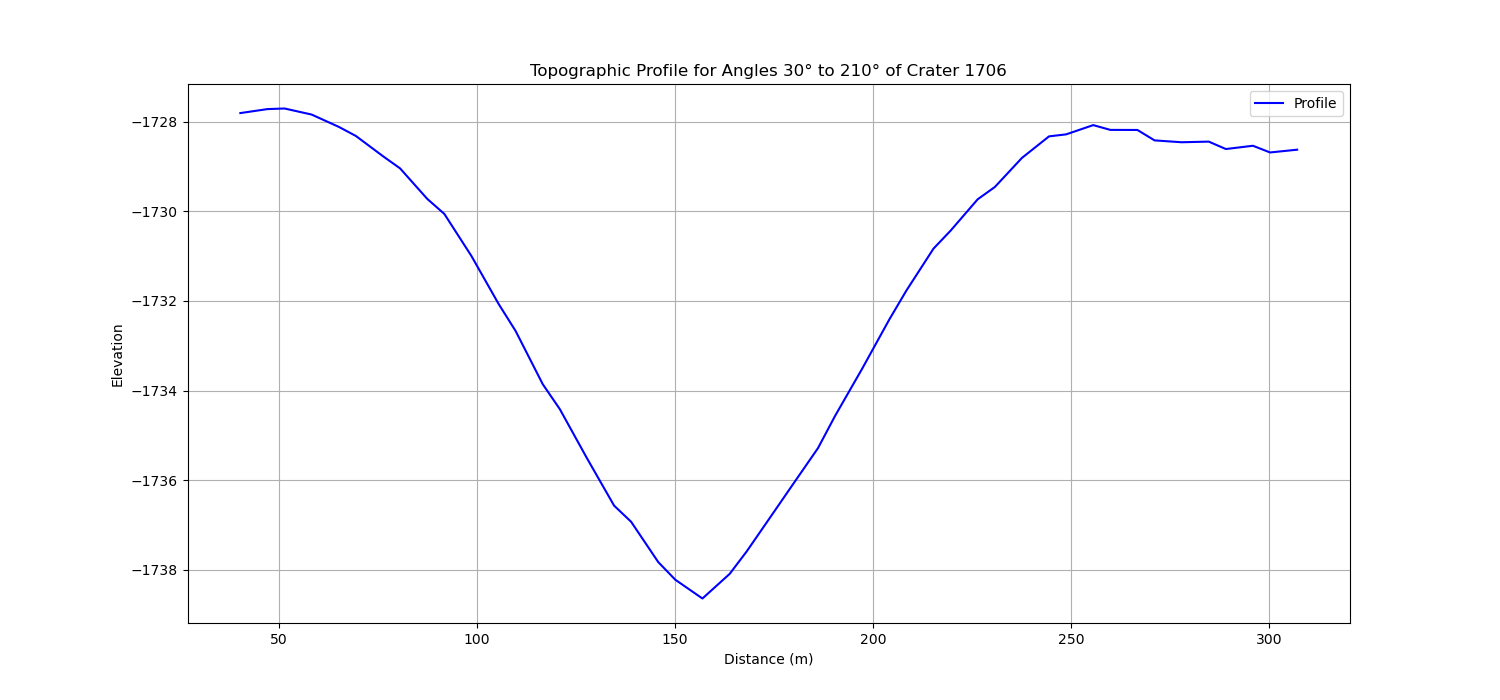 Topographic Profile for Angles 30° to 210° of Crater 1706
Profile
−1728
−1730
−1732
−1734
−1736
−1738
Elevation
50 100 150 200 250 300
Distance (m)